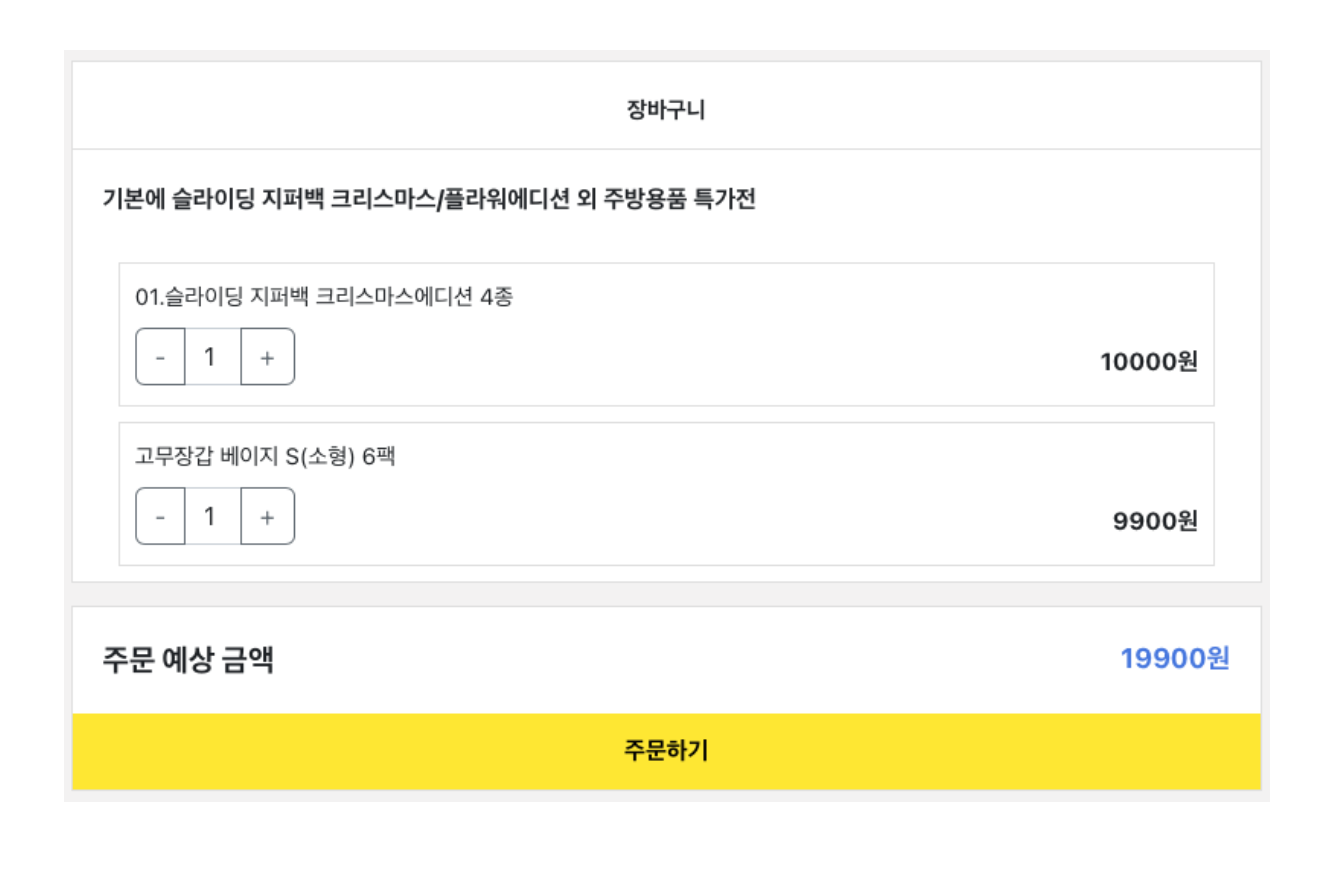 장바구니
기본에 슬라이딩 지퍼백 크리스마스/플라워에디션 외 주방용품 특가전
01.슬라이딩 지퍼백 크리스마스에디션 4종
- 1 +
10000원
고무장갑 베이지 S(소형) 6팩
- 1 +
9900원
주문 예상 금액 19900원
주문하기